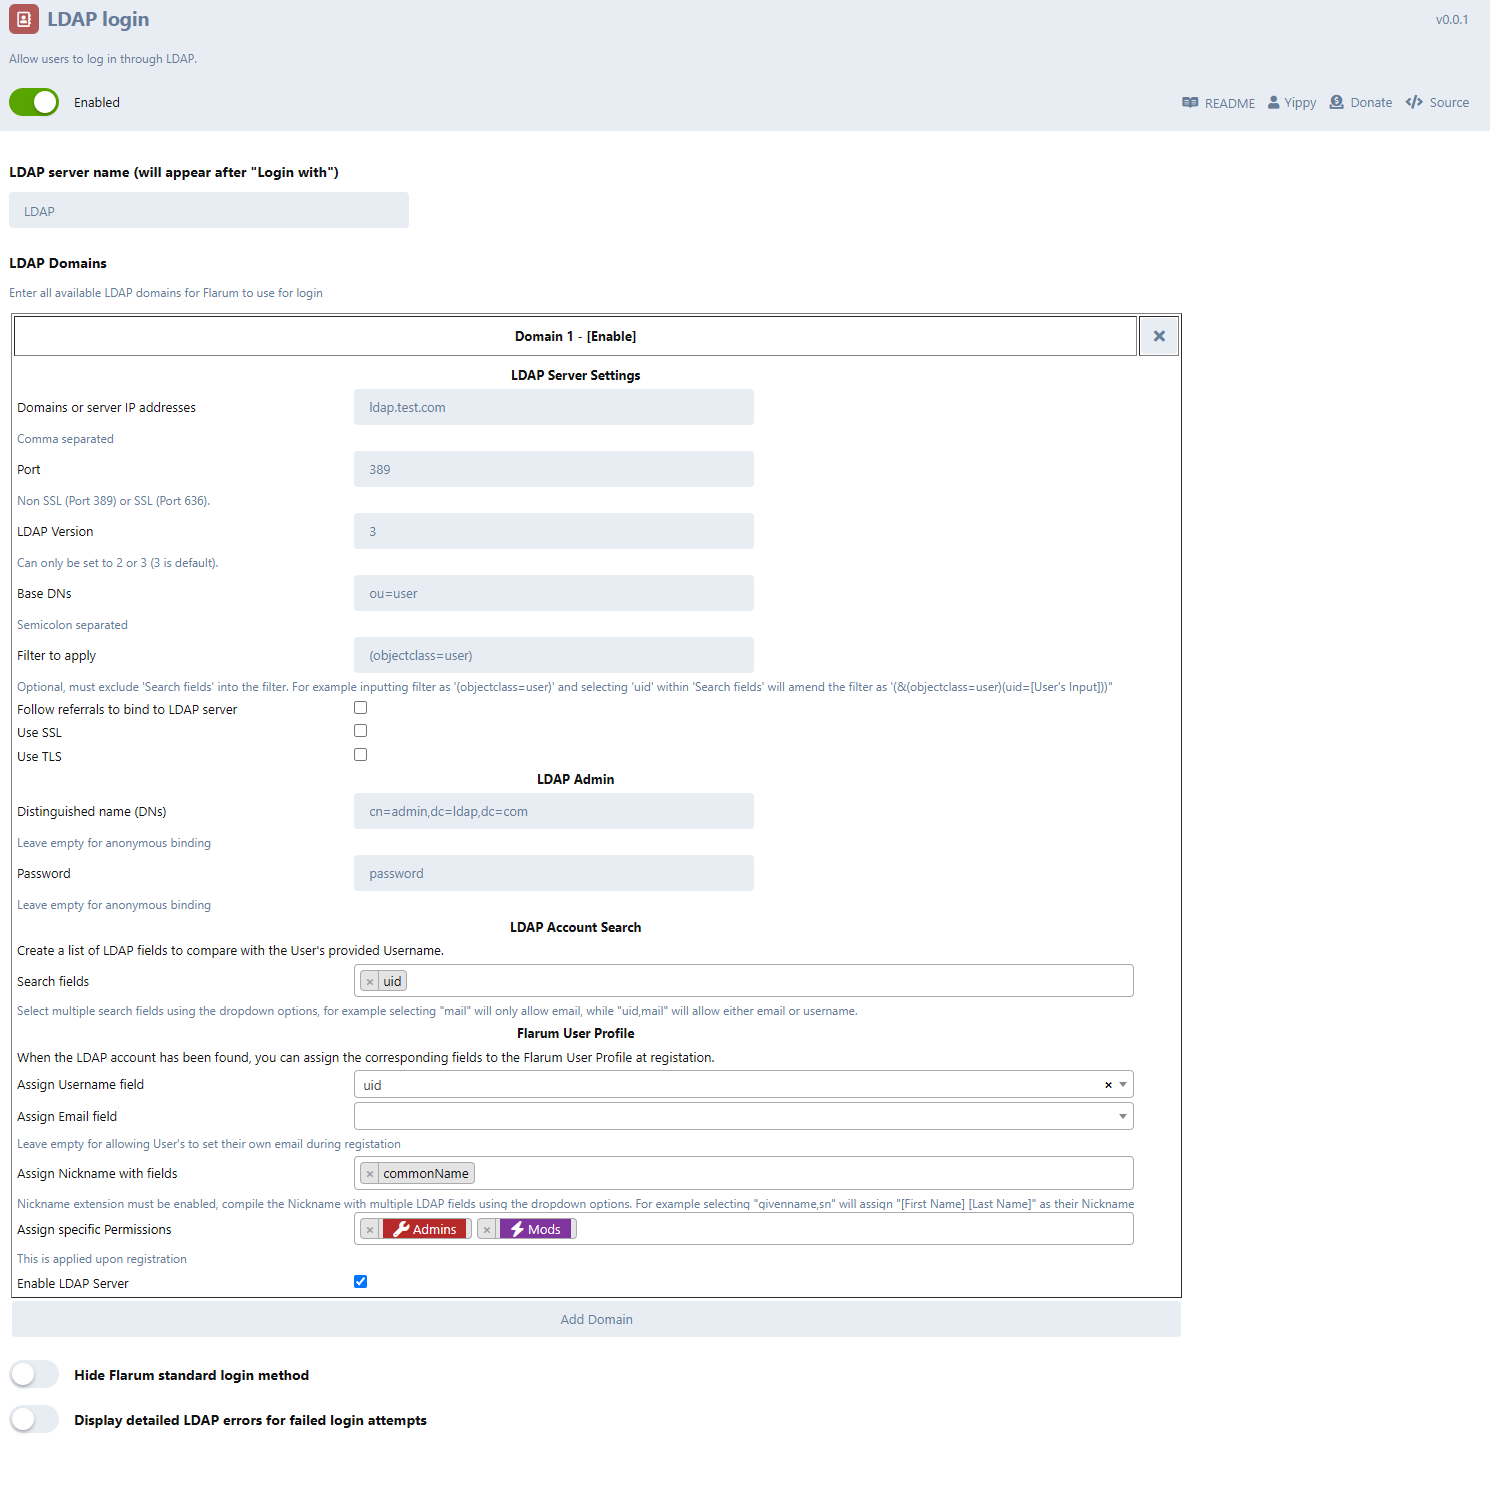 LDAP login
v0.0.1
Allow users to log in through LDAP.
Enabled
README Yippy Donate Source
LDAP server name (will appear after "Login with")
LDAP
LDAP Domains
Enter all available LDAP domains for Flarum to use for login
Domain 1 - [Enable]
LDAP Server Settings
Domains or server IP addresses ldap.test.com
Comma separated
Port 389
Non SSL (Port 389) or SSL (Port 636).
LDAP Version 3
Can only be set to 2 or 3 (3 is default).
Base DNs ou=user
Semicolon separated
Filter to apply (objectclass=user)
Optional, must exclude 'Search fields' into the filter. For example inputting filter as '(objectclass=user)' and selecting 'uid' within 'Search fields' will amend the filter as '(&(objectclass=user)(uid=[User's Input]))"
Follow referrals to bind to LDAP server
Use SSL
Use TLS
LDAP Admin
Distinguished name (DNs) cn=admin,dc=ldap,dc=com
Leave empty for anonymous binding
Password password
Leave empty for anonymous binding
LDAP Account Search
Create a list of LDAP fields to compare with the User's provided Username.
Search fields × uid
Select multiple search fields using the dropdown options, for example selecting "mail" will only allow email, while "uid,mail" will allow either email or username.
Flarum User Profile
When the LDAP account has been found, you can assign the corresponding fields to the Flarum User Profile at registation.
Assign Username field uid ×
Assign Email field
Leave empty for allowing User's to set their own email during registation
Assign Nickname with fields × commonName
Nickname extension must be enabled, compile the Nickname with multiple LDAP fields using the dropdown options. For example selecting "givenname,sn" will assign "[First Name] [Last Name]" as their Nickname
Assign specific Permissions × Admins × Mods
This is applied upon registration
Enable LDAP Server
Add Domain
Hide Flarum standard login method
Display detailed LDAP errors for failed login attempts